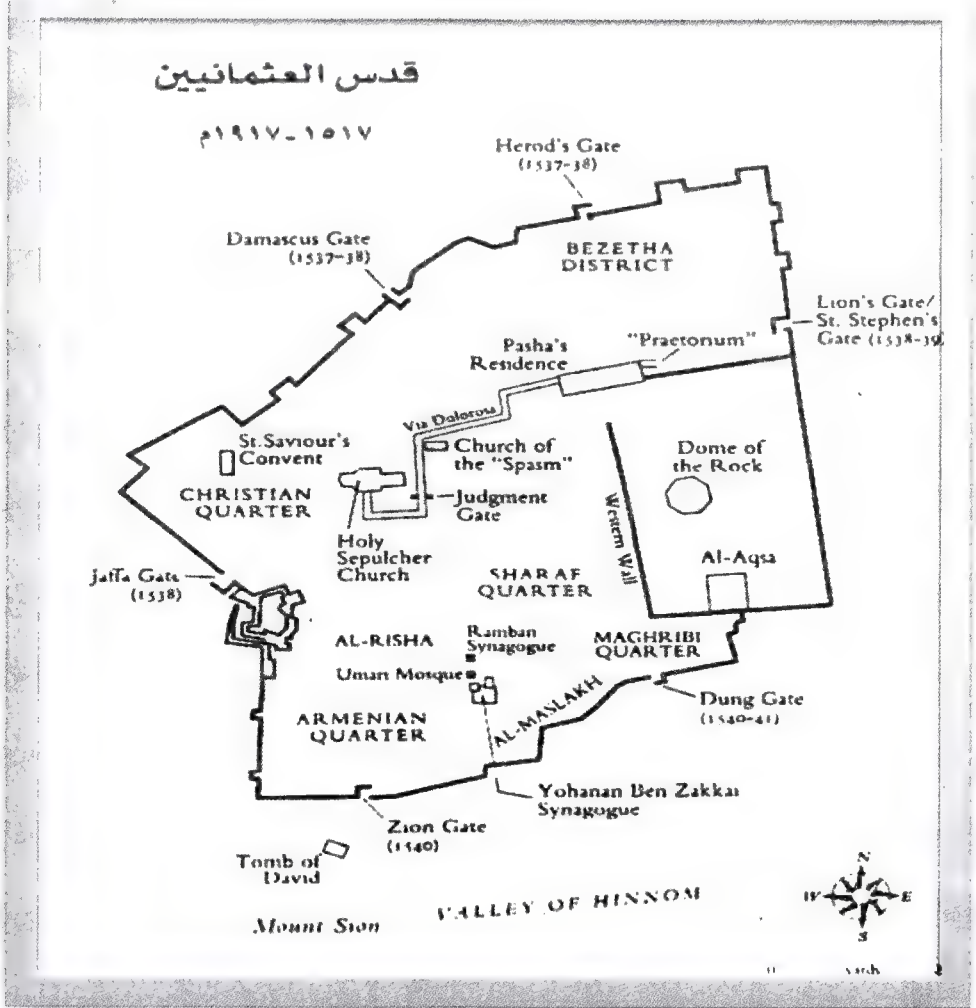 قدس العثمانيين
١٥١٧-١٩١٧م
Herod's Gate
(1537-38)
Damascus Gate
(1537-38)
BEZETHA
DISTRICT
Lion's Gate/
St. Stephen's
Gate (1538-39)
Pasha's
Residence
"Praetorium"
Via Dolorosa
St. Saviour's
Convent
Church of
the "Spasm"
Dome of
the Rock
CHRISTIAN
QUARTER
Judgment
Gate
Western Wall
Holy
Sepulcher
Church
Al-Aqsa
Jaffa Gate
(1538)
SHARAF
QUARTER
AL-RISHA
Ramban
Synagogue
MAGHRIBI
QUARTER
Umari Mosque
AL-MASLAKH
Dung Gate
(1540-41)
ARMENIAN
QUARTER
Yohanan Ben Zakkai
Synagogue
Zion Gate
(1540)
Tomb of
David
Mount Sion
VALLEY OF HINNOM
N
W E
S